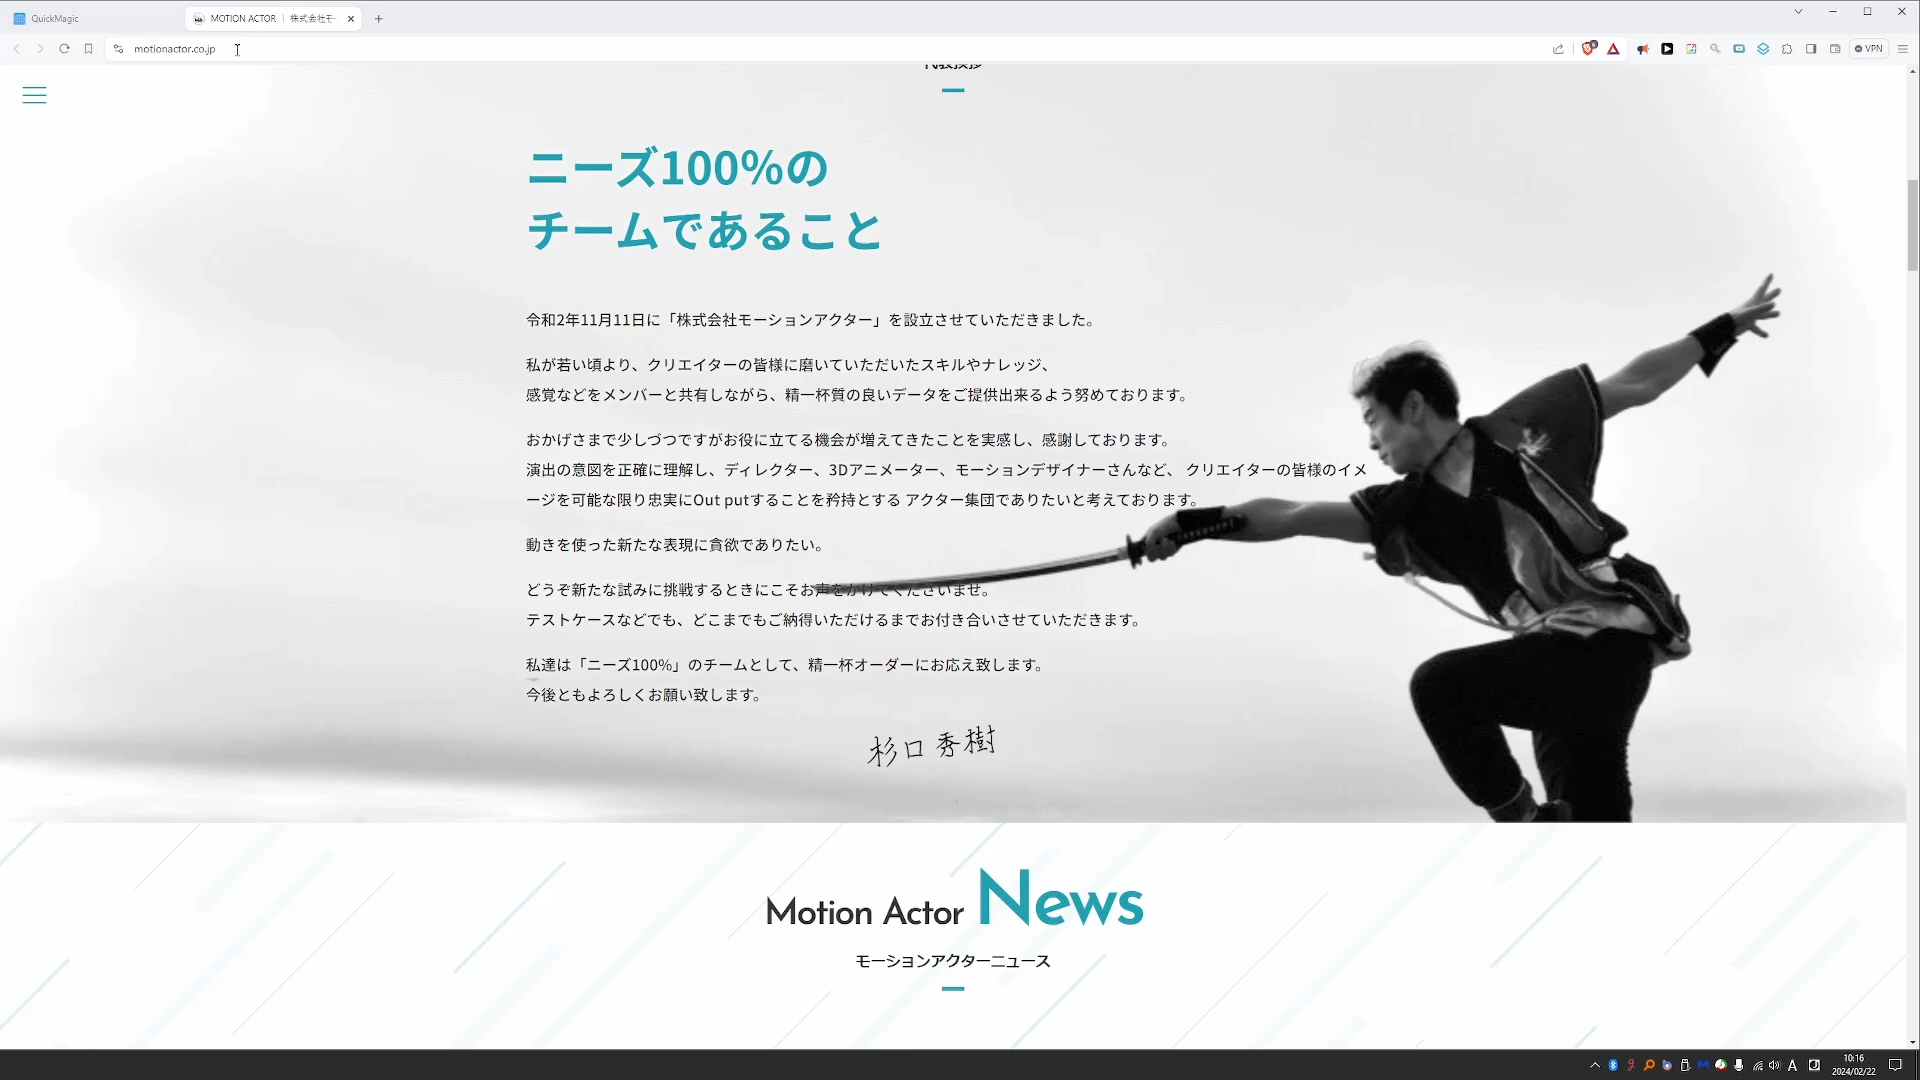 QuickMagic
MOTION ACTOR ｜ 株式会社モー
motionactor.co.jp
VPN
代表挨拶
ニーズ100%の
チームであること
令和2年11月11日に「株式会社モーションアクター」を設立させていただきました。
私が若い頃より、クリエイターの皆様に磨いていただいたスキルやナレッジ、
感覚などをメンバーと共有しながら、精一杯質の良いデータをご提供出来るよう努めております。
おかげさまで少しづつですがお役に立てる機会が増えてきたことを実感し、感謝しております。
演出の意図を正確に理解し、ディレクター、3Dアニメーター、モーションデザイナーさんなど、 クリエイターの皆様のイメ
ージを可能な限り忠実にOut putすることを矜持とする アクター集団でありたいと考えております。
動きを使った新たな表現に貪欲でありたい。
どうぞ新たな試みに挑戦するときにこそお声をかけてくださいませ。
テストケースなどでも、どこまでもご納得いただけるまでお付き合いさせていただきます。
私達は「ニーズ100%」のチームとして、精一杯オーダーにお応え致します。
今後ともよろしくお願い致します。
杉口秀樹
Motion Actor News
モーションアクターニュース
A
10:16
2024/02/22